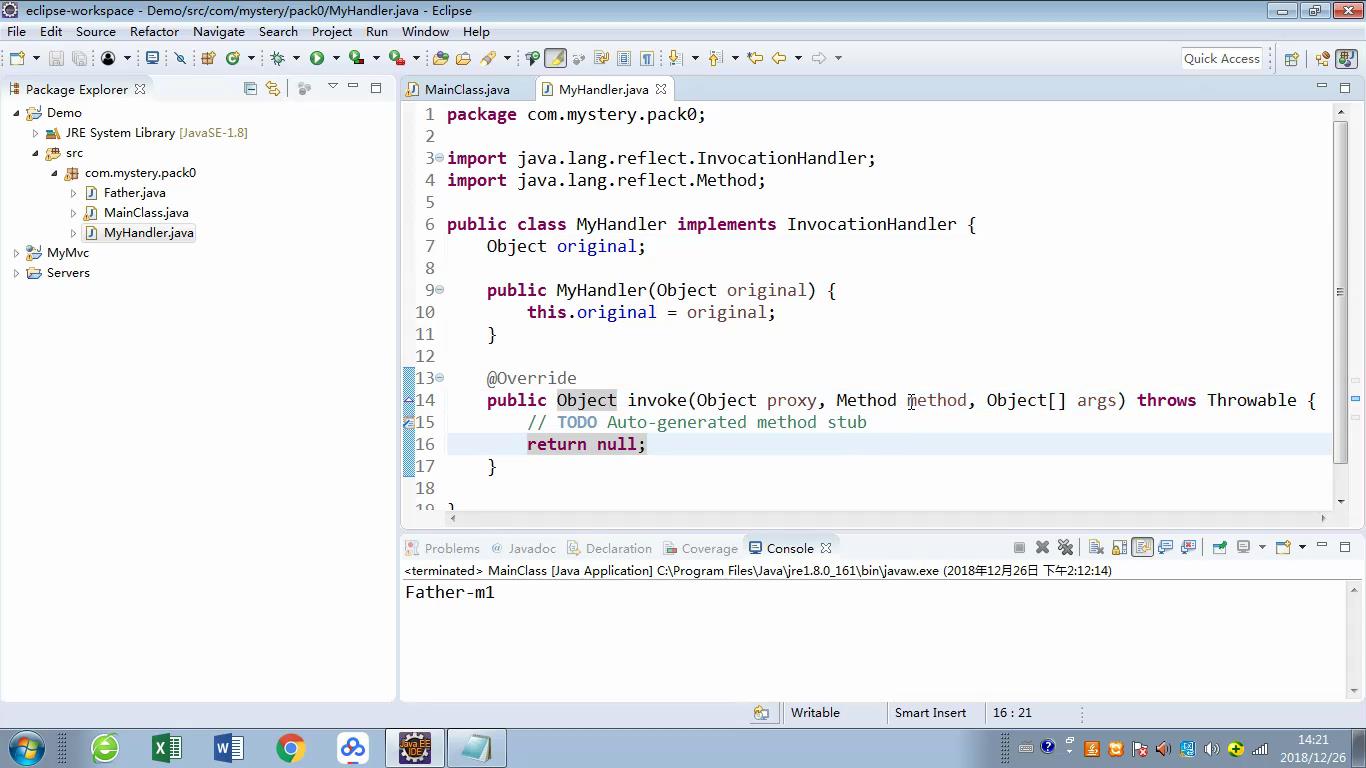 eclipse-workspace - Demo/src/com/mystery/pack0/MyHandler.java - Eclipse
File Edit Source Refactor Navigate Search Project Run Window Help
Quick Access
Package Explorer
Demo
JRE System Library [JavaSE-1.8]
src
com.mystery.pack0
Father.java
MainClass.java
MyHandler.java
MyMvc
Servers
MainClass.java MyHandler.java
1 package com.mystery.pack0;
2
3 import java.lang.reflect.InvocationHandler;
4 import java.lang.reflect.Method;
5
6 public class MyHandler implements InvocationHandler {
7 Object original;
8
9 public MyHandler(Object original) {
10 this.original = original;
11 }
12
13 @Override
14 public Object invoke(Object proxy, Method method, Object[] args) throws Throwable {
15 // TODO Auto-generated method stub
16 return null;
17 }
18
19 }
Problems @ Javadoc Declaration Coverage Console
<terminated> MainClass [Java Application] C:\Program Files\Java\jre1.8.0_161\bin\javaw.exe (2018年12月26日 下午2:12:14)
Father-m1
Writable Smart Insert 16 : 21
Java EE IDE
14:21
2018/12/26